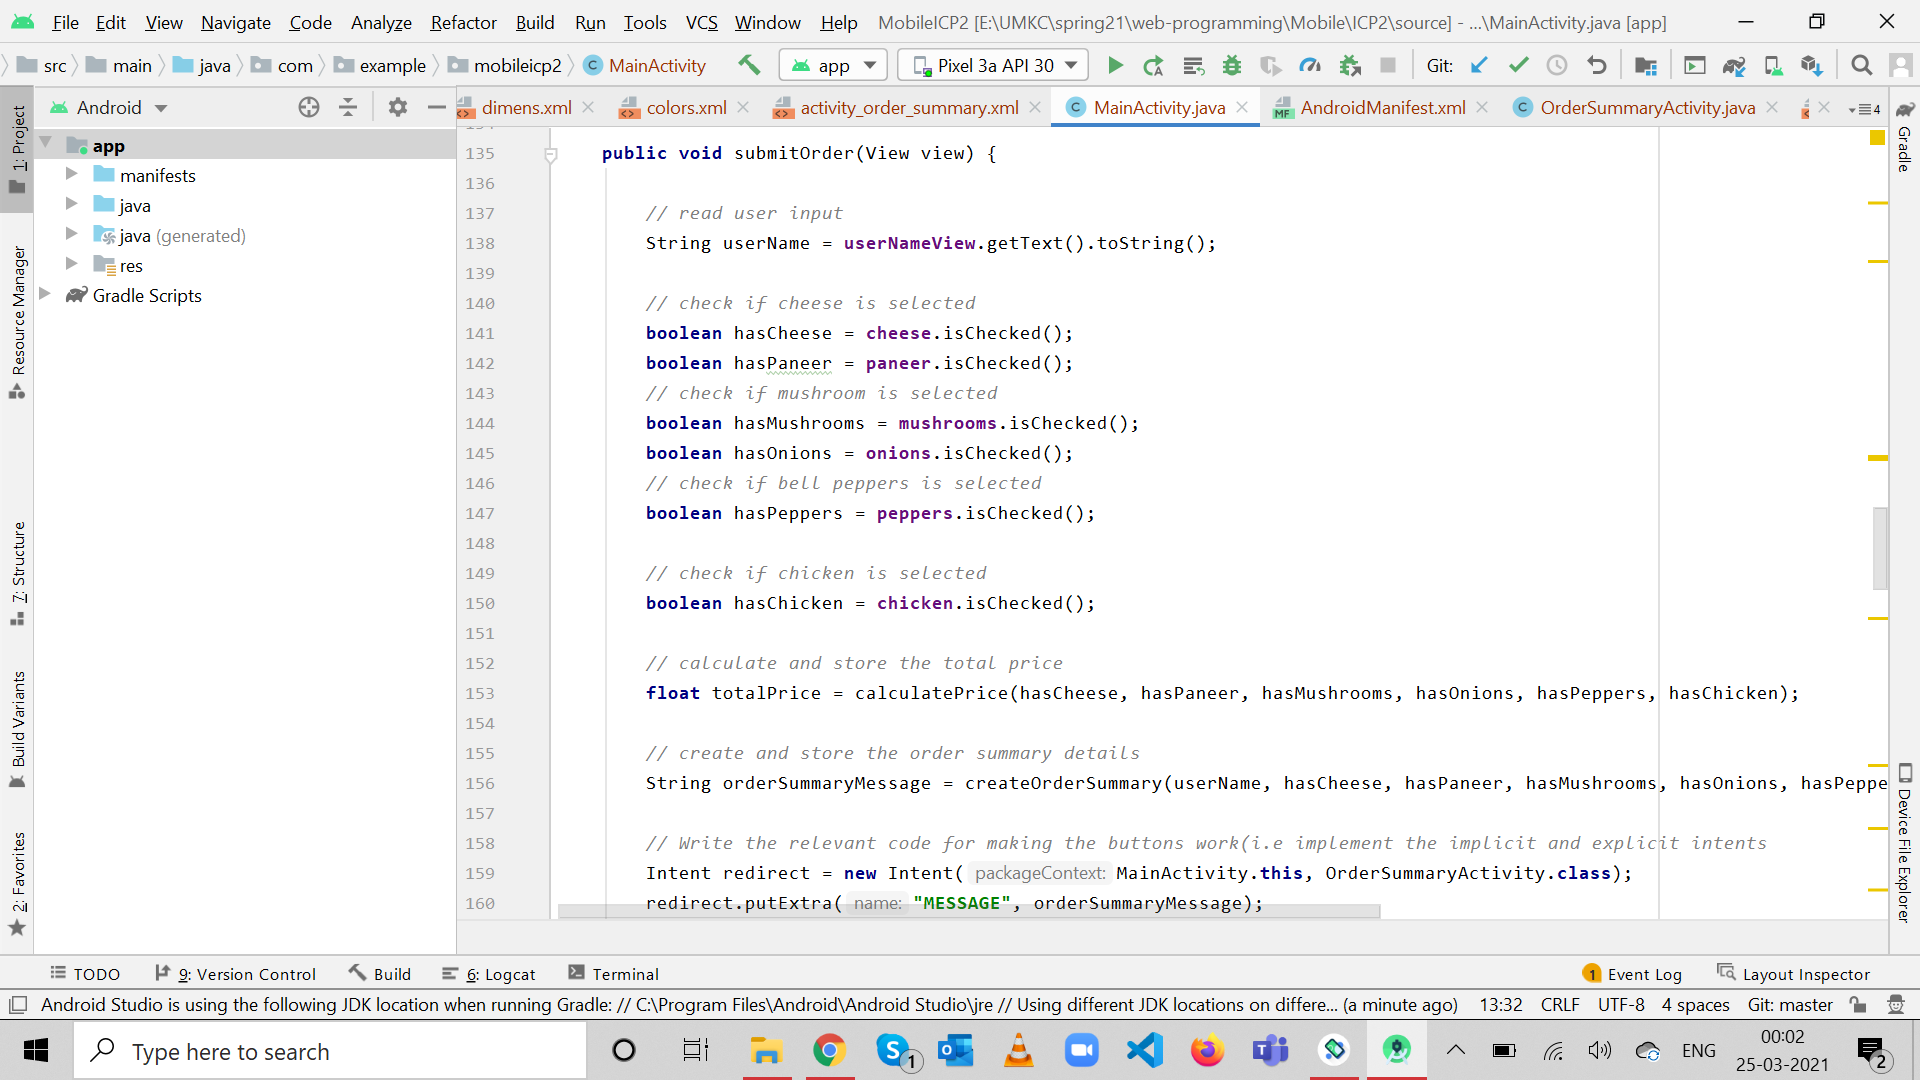 File Edit View Navigate Code Analyze Refactor Build Run Tools VCS Window Help MobileICP2 [E:\UMKC\spring21\web-programming\Mobile\ICP2\source] - ...\MainActivity.java [app]
src main java com example mobileicp2 MainActivity app Pixel 3a API 30 Git:
Android
dimens.xml colors.xml activity_order_summary.xml MainActivity.java AndroidManifest.xml OrderSummaryActivity.java 4
1: Project
Resource Manager
7: Structure
Build Variants
2: Favorites
app
manifests
java
java (generated)
res
Gradle Scripts
135 public void submitOrder(View view) {
136
137 // read user input
138 String userName = userNameView.getText().toString();
139
140 // check if cheese is selected
141 boolean hasCheese = cheese.isChecked();
142 boolean hasPaneer = paneer.isChecked();
143 // check if mushroom is selected
144 boolean hasMushrooms = mushrooms.isChecked();
145 boolean hasOnions = onions.isChecked();
146 // check if bell peppers is selected
147 boolean hasPeppers = peppers.isChecked();
148
149 // check if chicken is selected
150 boolean hasChicken = chicken.isChecked();
151
152 // calculate and store the total price
153 float totalPrice = calculatePrice(hasCheese, hasPaneer, hasMushrooms, hasOnions, hasPeppers, hasChicken);
154
155 // create and store the order summary details
156 String orderSummaryMessage = createOrderSummary(userName, hasCheese, hasPaneer, hasMushrooms, hasOnions, hasPeppe
157
158 // Write the relevant code for making the buttons work(i.e implement the implicit and explicit intents
159 Intent redirect = new Intent( packageContext: MainActivity.this, OrderSummaryActivity.class);
160 redirect.putExtra( name: "MESSAGE", orderSummaryMessage);
Gradle
Device File Explorer
TODO 9: Version Control Build 6: Logcat Terminal 1 Event Log Layout Inspector
Android Studio is using the following JDK location when running Gradle: // C:\Program Files\Android\Android Studio\jre // Using different JDK locations on differe... (a minute ago) 13:32 CRLF UTF-8 4 spaces Git: master
Type here to search
1
ENG
00:02
25-03-2021
2